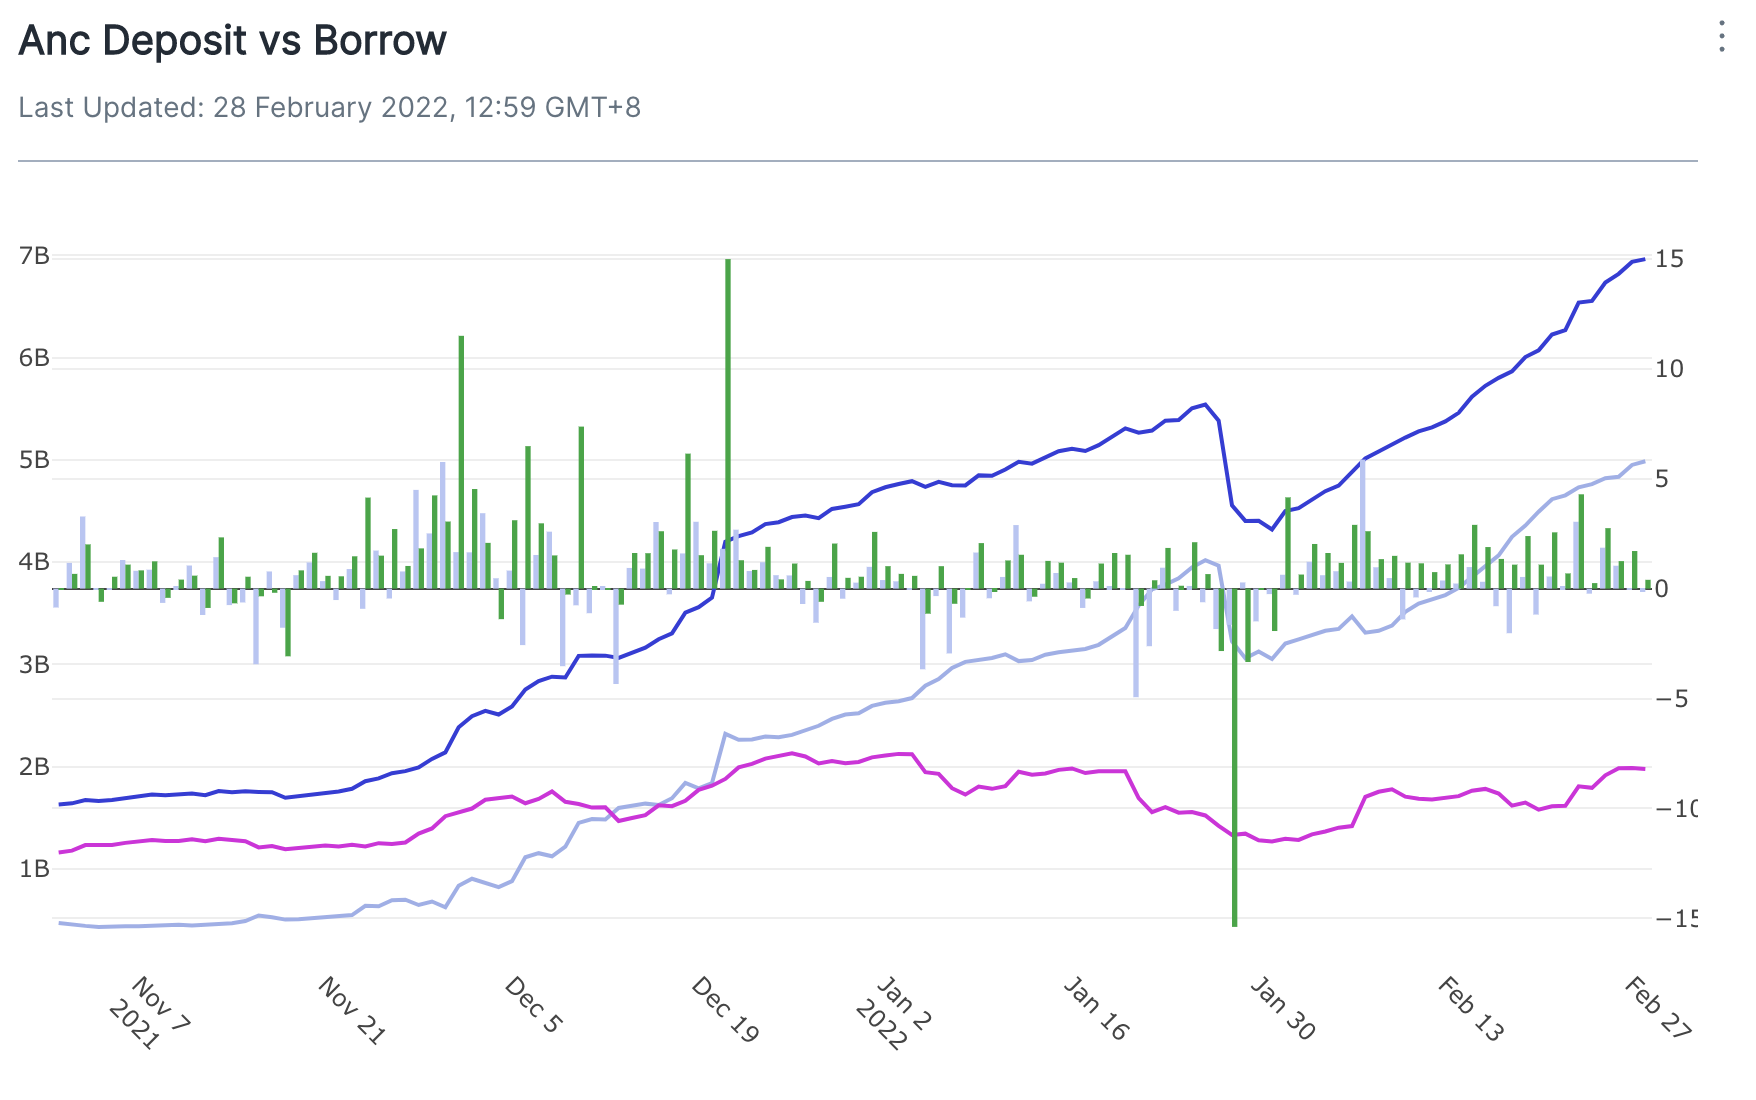 Anc Deposit vs Borrow
Last Updated: 28 February 2022, 12:59 GMT+8
7B
6B
5B
4B
3B
2B
1B
15
10
5
0
−5
−10
−15
Nov 7
2021
Nov 21
Dec 5
Dec 19
Jan 2
2022
Jan 16
Jan 30
Feb 13
Feb 27